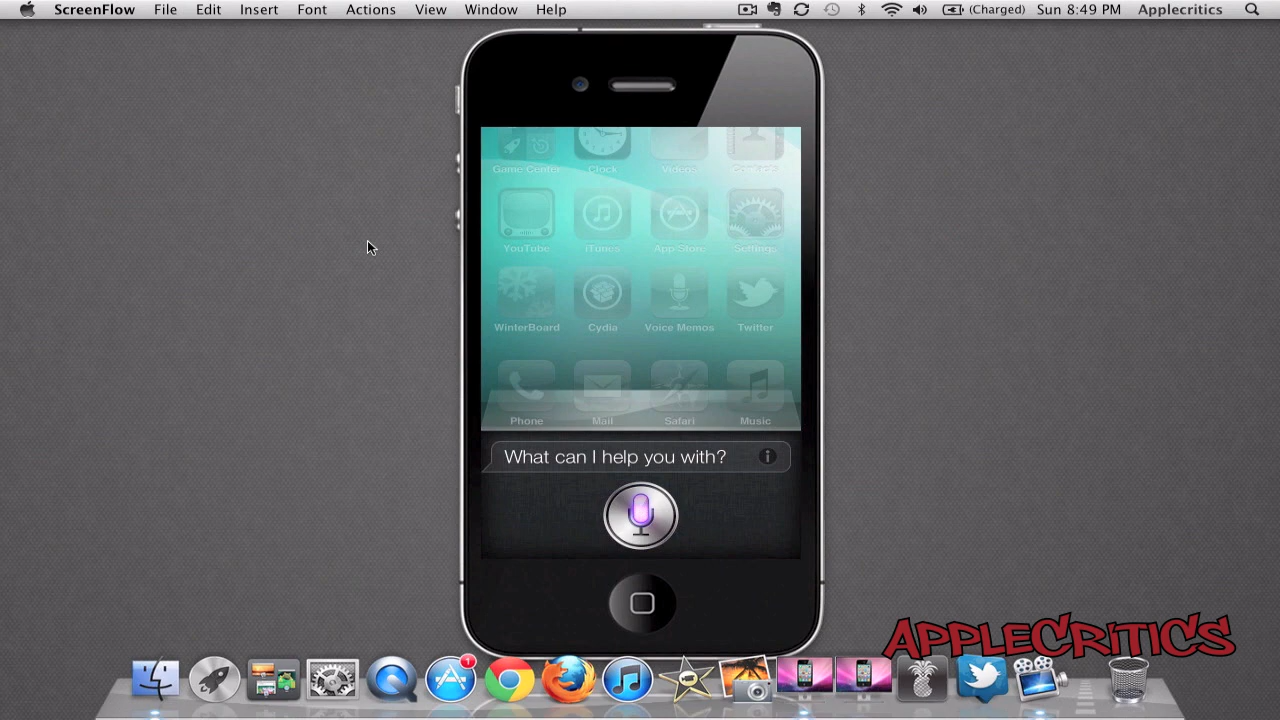 ScreenFlow File Edit Insert Font Actions View Window Help (Charged) Sun 8:49 PM Applecritics
Game Center Clock Videos Contacts
YouTube iTunes App Store Settings
WinterBoard Cydia Voice Memos Twitter
Phone Mail Safari Music
What can I help you with?
APPLECRITICS
1